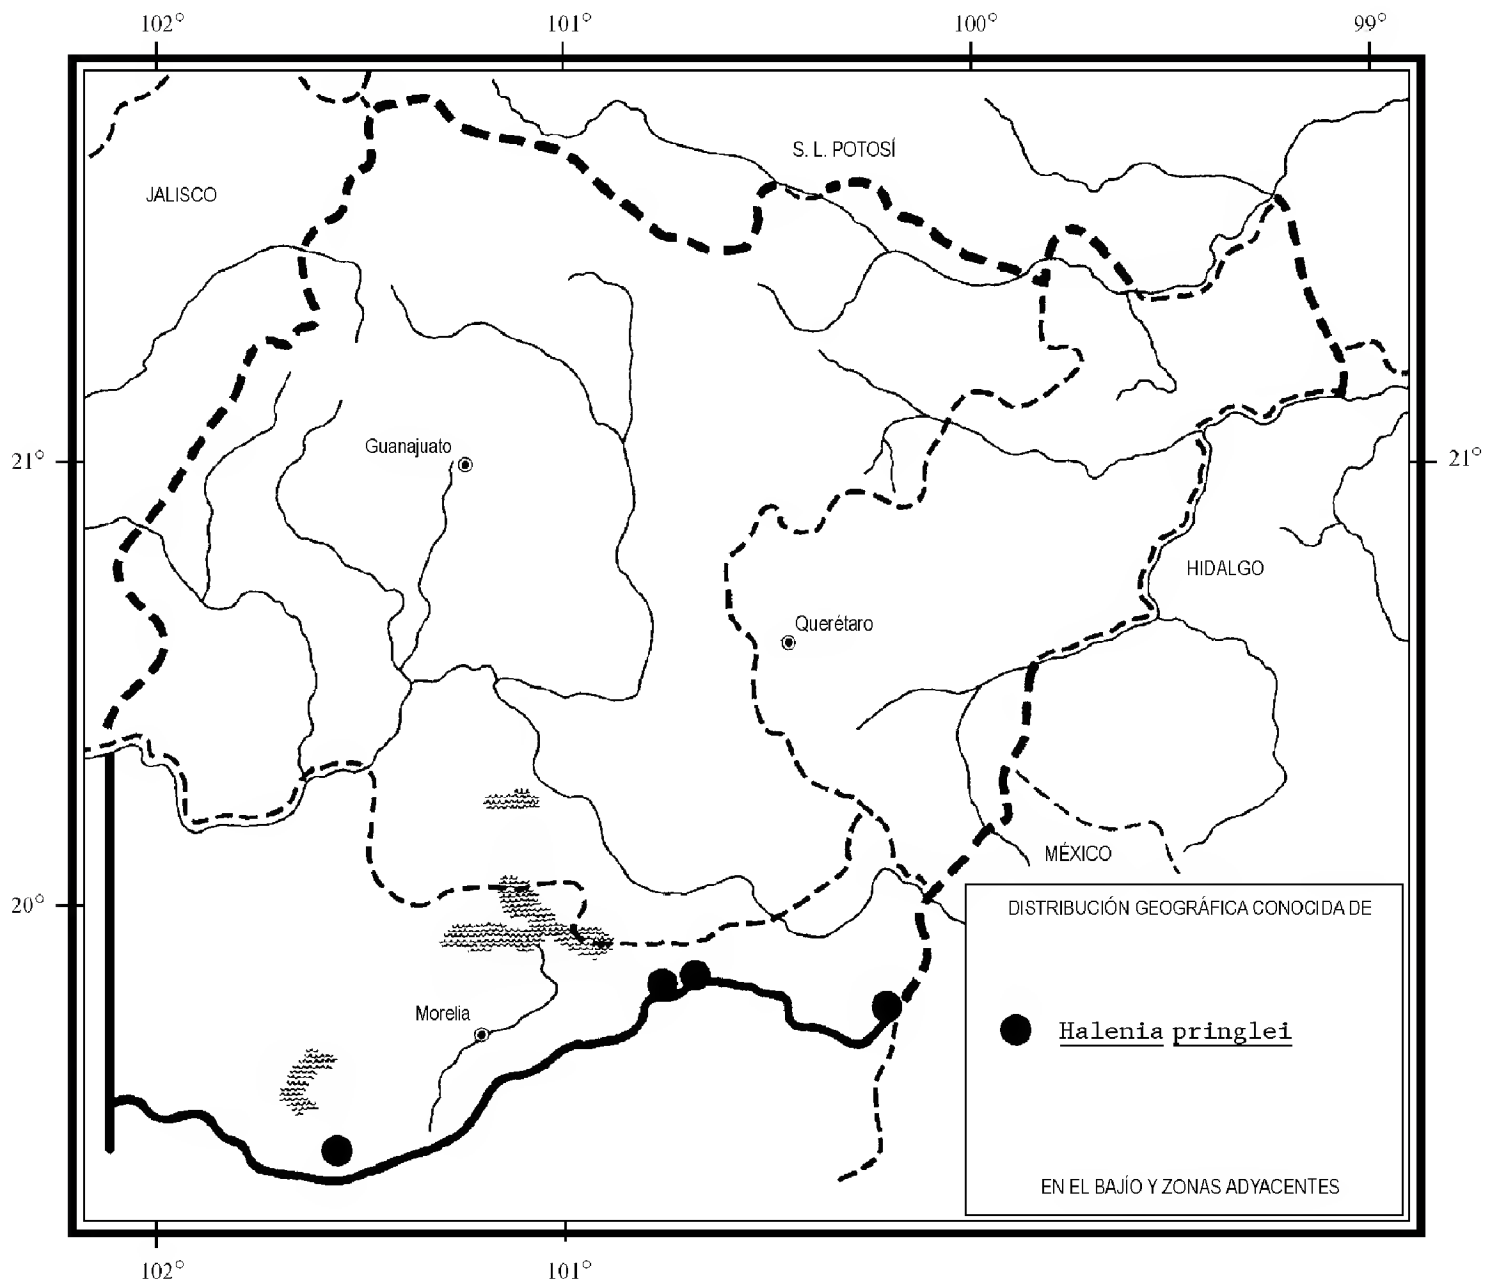 102° 101° 100° 99°
S. L. POTOSÍ
JALISCO
Guanajuato
21° 21°
HIDALGO
Querétaro
MÉXICO
20°
DISTRIBUCIÓN GEOGRÁFICA CONOCIDA DE
Morelia
Halenia pringlei
EN EL BAJÍO Y ZONAS ADYACENTES
102° 101°